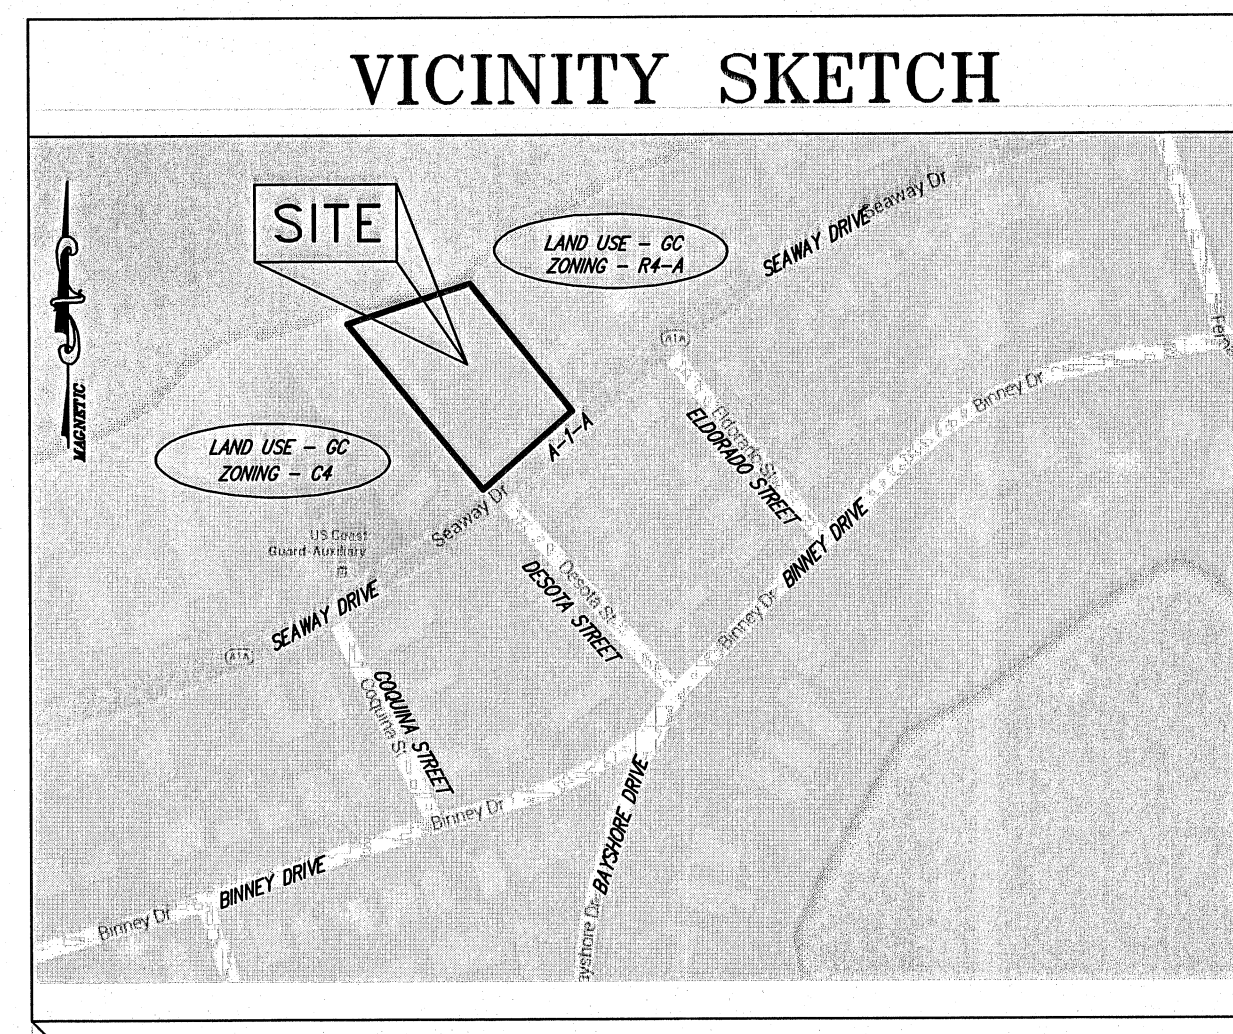 VICINITY SKETCH
Seaway Dr
SEAWAY DRIVE
SITE
LAND USE - GC
ZONING - R4-A
A1A
MAGNETIC
Binney Dr
Eldorado St
ELDORADO STREET
A-1-A
LAND USE - GC
ZONING - C4
Seaway Dr
BINNEY DRIVE
US Coast
Guard Auxiliary
Desota St
DESOTA STREET
SEAWAY DRIVE
Binney Dr
A1A
COQUINA STREET
Coquina St
BAYSHORE DRIVE
Binney Dr
BINNEY DRIVE
Binney Dr
ayshore Dr